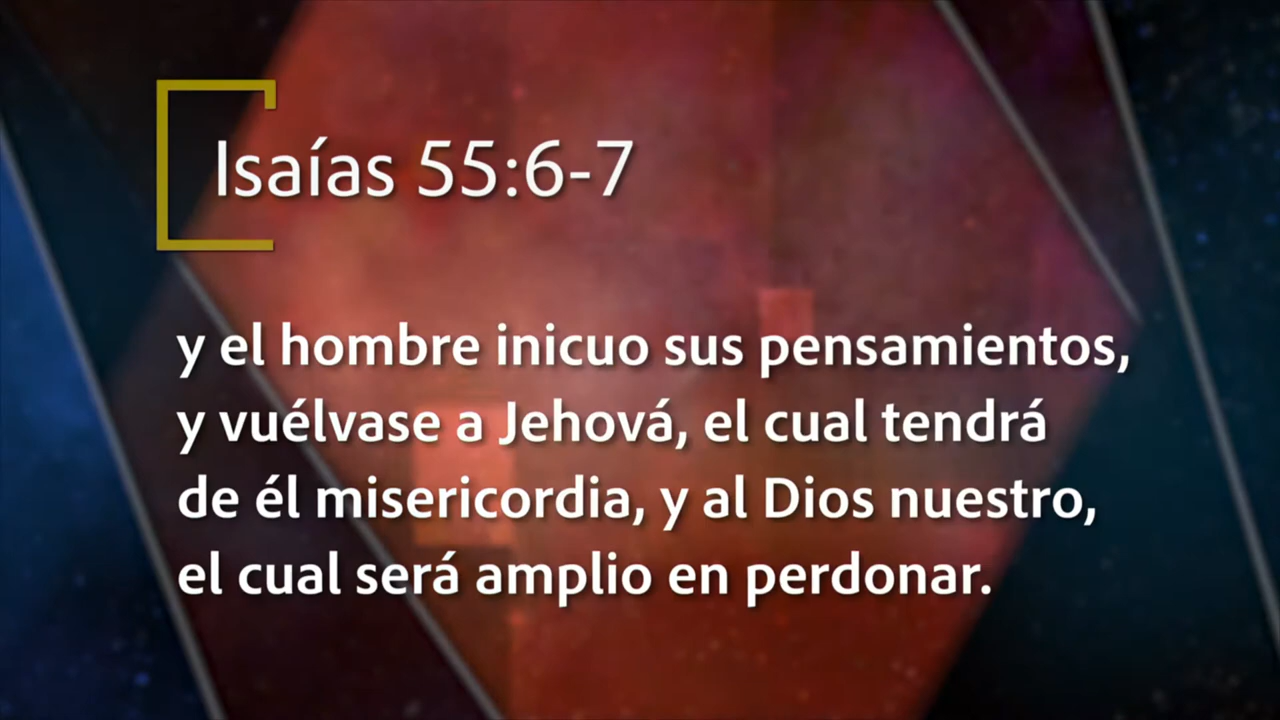 Isaías 55:6-7
y el hombre inicuo sus pensamientos,
y vuélvase a Jehová, el cual tendrá
de él misericordia, y al Dios nuestro,
el cual será amplio en perdonar.